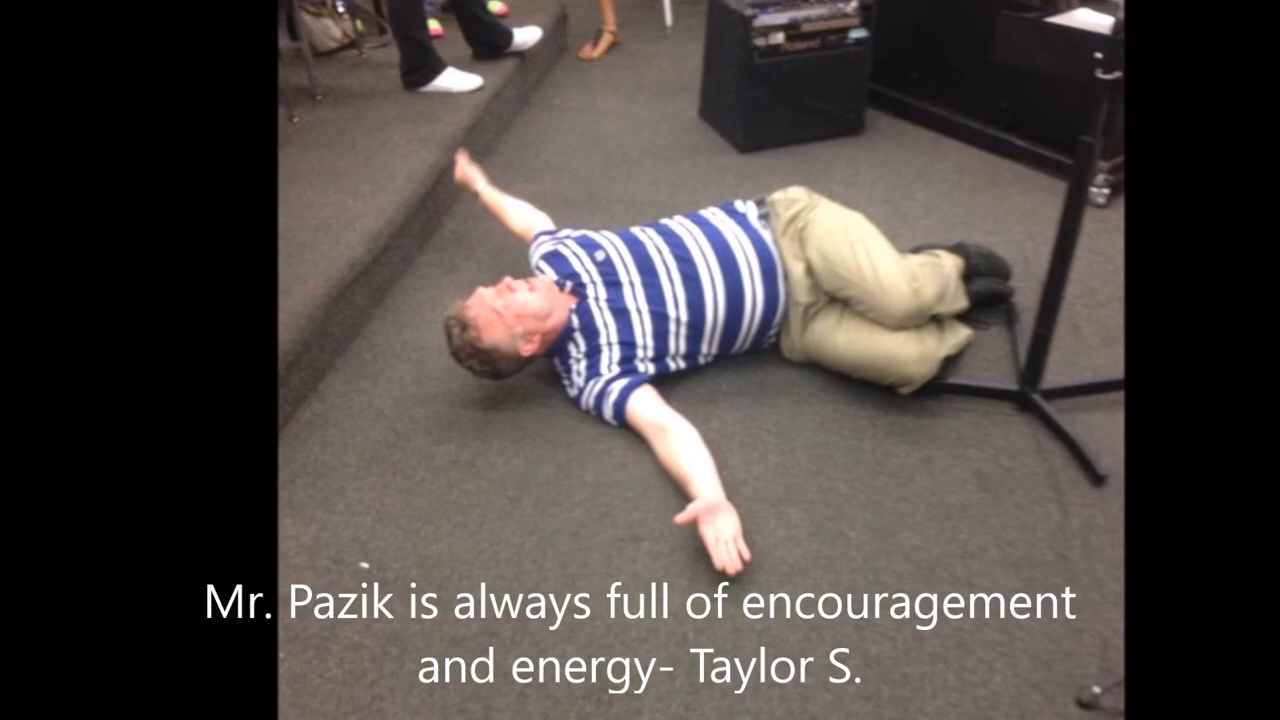 Mr. Pazik is always full of encouragement
and energy- Taylor S.